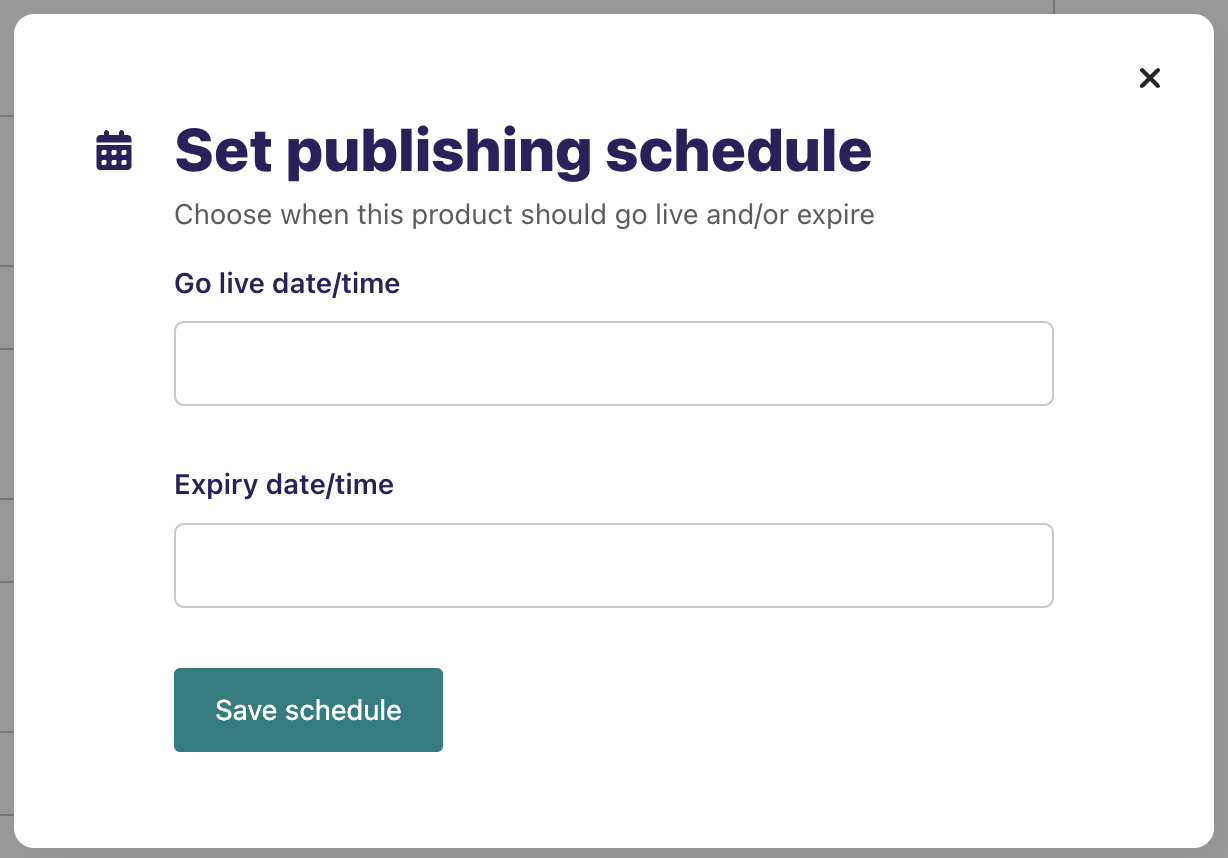 Set publishing schedule
Choose when this product should go live and/or expire
Go live date/time
Expiry date/time
Save schedule